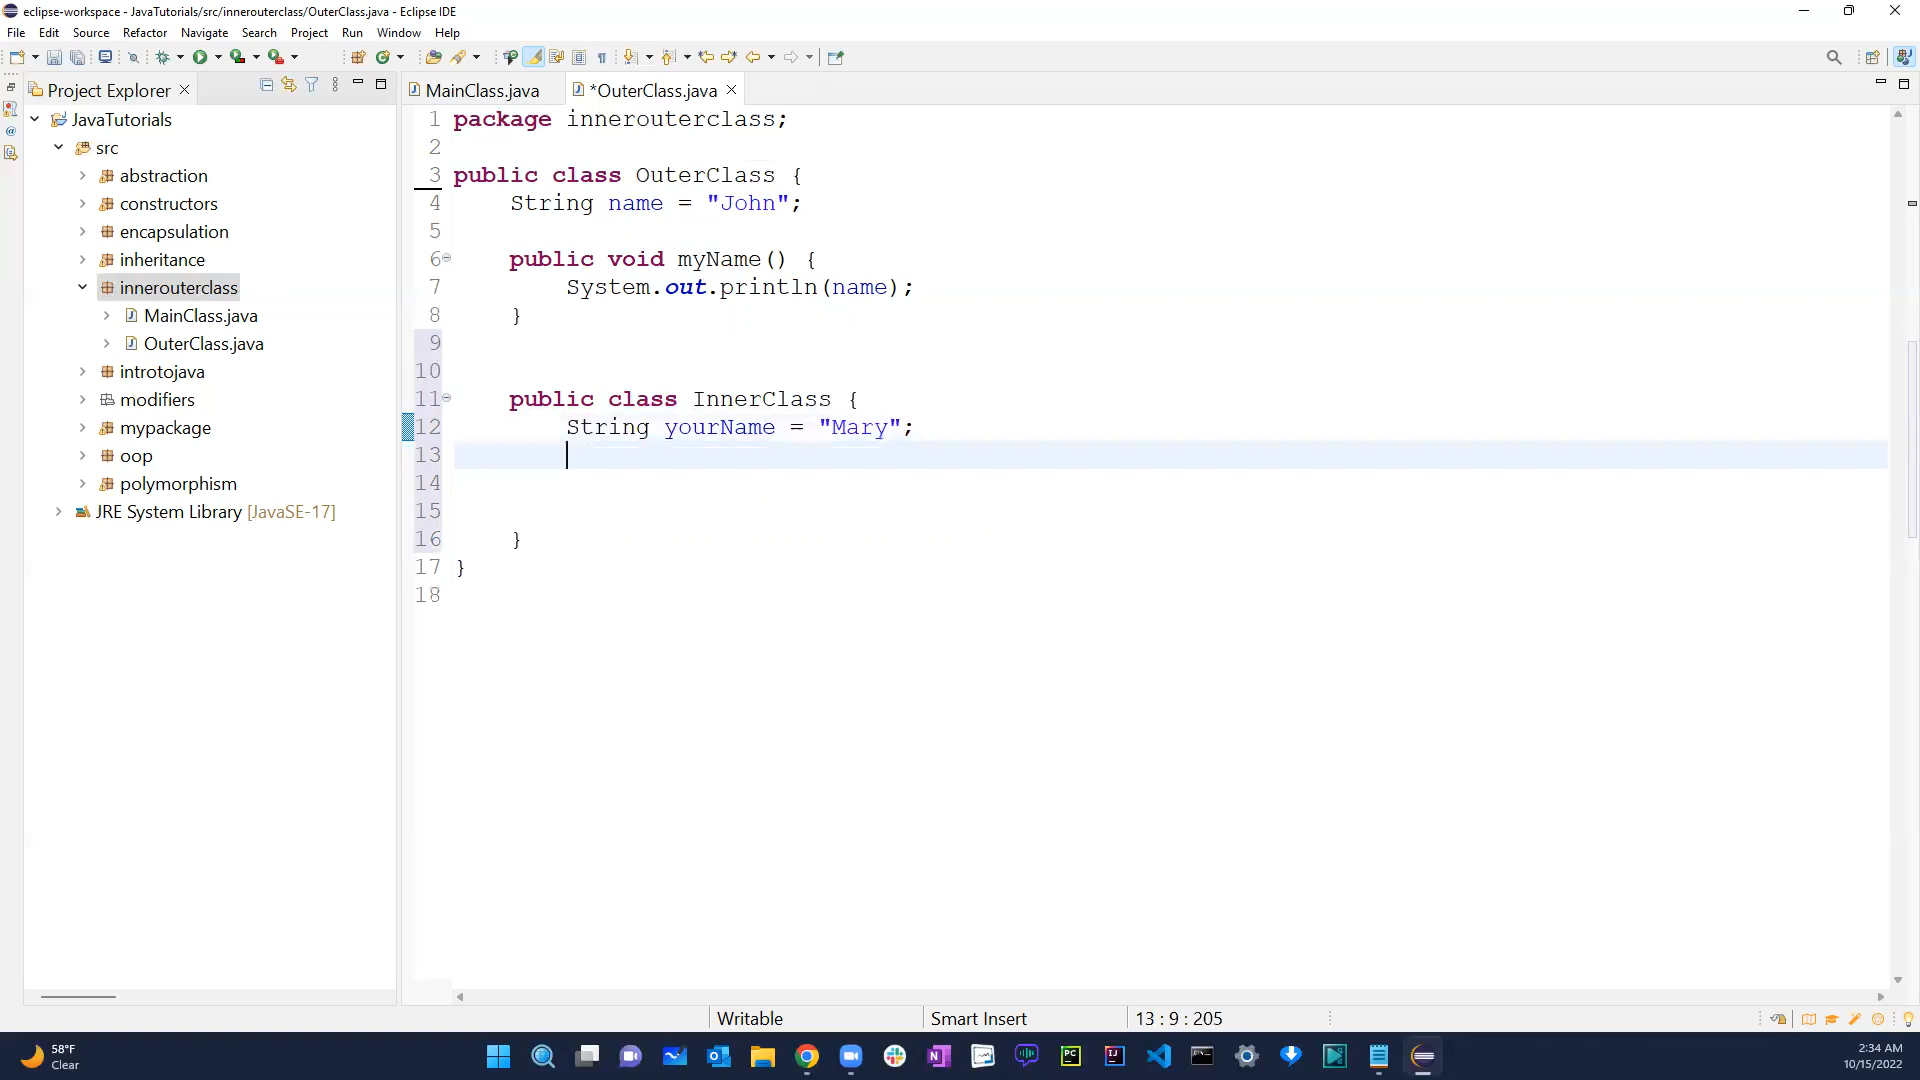 eclipse-workspace - JavaTutorials/src/innerouterclass/OuterClass.java - Eclipse IDE
File Edit Source Refactor Navigate Search Project Run Window Help
Project Explorer
JavaTutorials
src
abstraction
constructors
encapsulation
inheritance
innerouterclass
MainClass.java
OuterClass.java
introtojava
modifiers
mypackage
oop
polymorphism
JRE System Library [JavaSE-17]
MainClass.java *OuterClass.java
1 package innerouterclass;
2
3 public class OuterClass {
4 String name = "John";
5
6 public void myName() {
7 System.out.println(name);
8 }
9
10
11 public class InnerClass {
12 String yourName = "Mary";
13
14
15
16 }
17 }
18
Writable Smart Insert 13 : 9 : 205
58°F
Clear
2:34 AM
10/15/2022